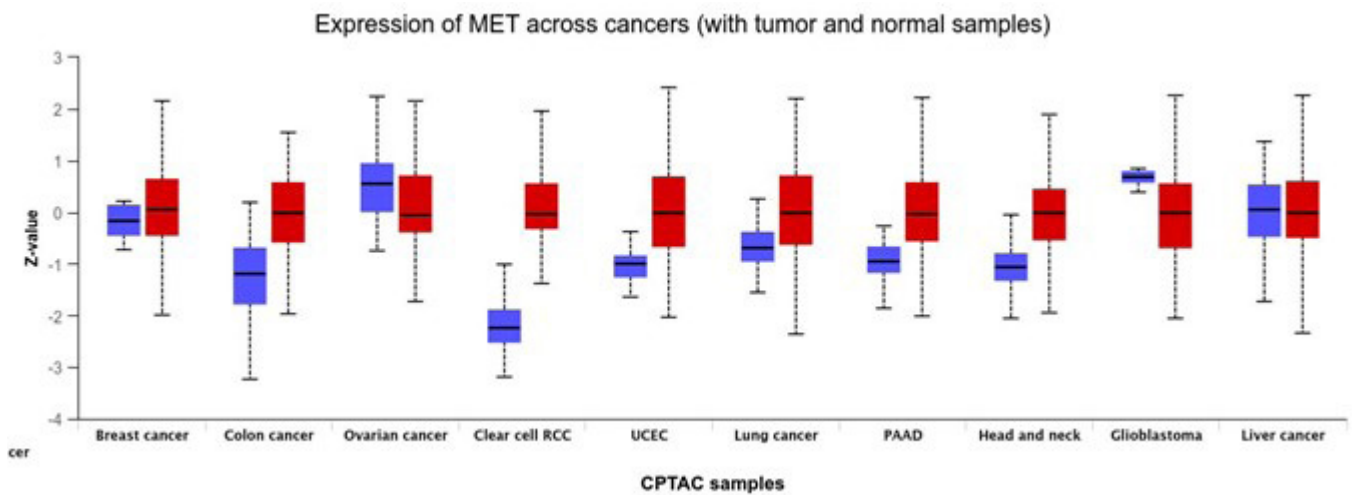 Expression of MET across cancers (with tumor and normal samples)
3
2
1
0
-1
-2
-3
-4
Z-value
Breast cancer Colon cancer Ovarian cancer Clear cell RCC UCEC Lung cancer PAAD Head and neck Glioblastoma Liver cancer
cer
CPTAC samples